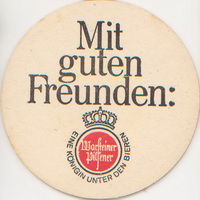 Mit
guten
Freunden:
Warsteiner
Pilsener
EINE KÖNIGIN UNTER DEN BIEREN